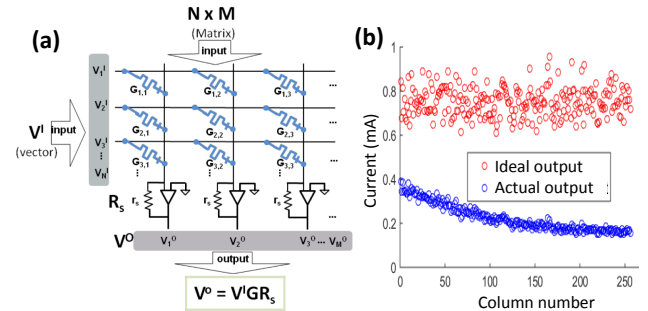 (a)
N x M
(Matrix)
input
V₁ᴵ
G₁,₁
G₁,₂
G₁,₃
...
V₂ᴵ
G₂,₁
G₂,₂
G₂,₃
...
Vᴵ
input
(vector)
V₃ᴵ
G₃,₁
G₃,₂
G₃,₃
...
⋮
V_Nᴵ
Rₛ
rₛ
rₛ
rₛ
...
Vᴼ
V₁ᴼ
V₂ᴼ
V₃ᴼ ... V_Mᴼ
output
Vᵒ = VᴵGRₛ
(b)
Current (mA)
1
0.8
0.6
0.4
0.2
0
Ideal output
Actual output
0
50
100
150
200
250
Column number